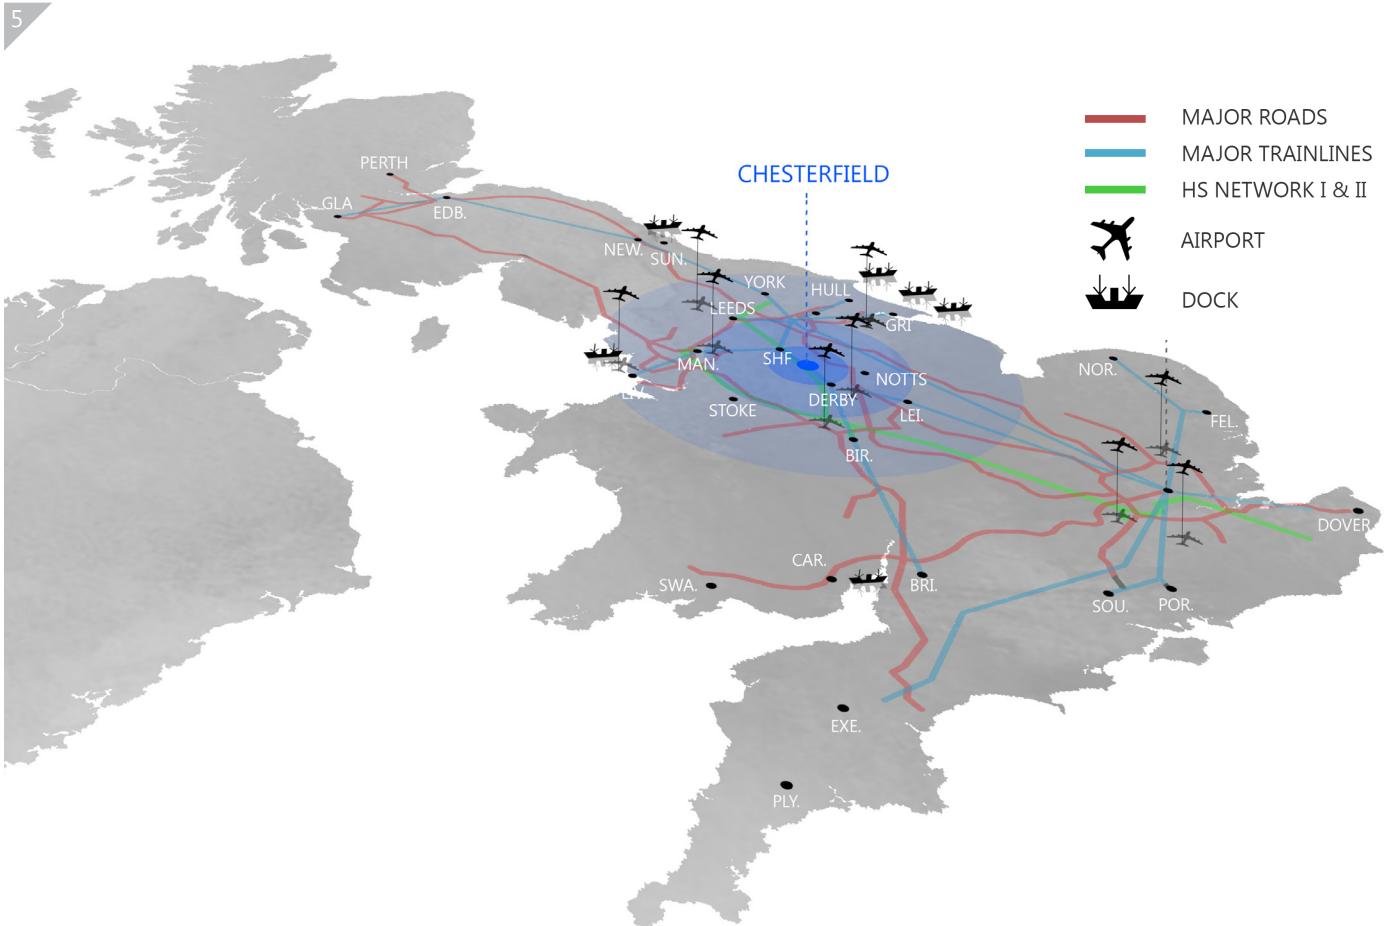 5
CHESTERFIELD
MAJOR ROADS
MAJOR TRAINLINES
HS NETWORK I & II
AIRPORT
DOCK
PERTH
GLA
EDB.
NEW.
SUN.
YORK
HULL
LEEDS
GRI
SHF
MAN.
NOTTS
NOR.
DERBY
STOKE
LEI.
FEL.
BIR.
DOVER
CAR.
SWA.
BRI.
SOU.
POR.
EXE.
PLY.